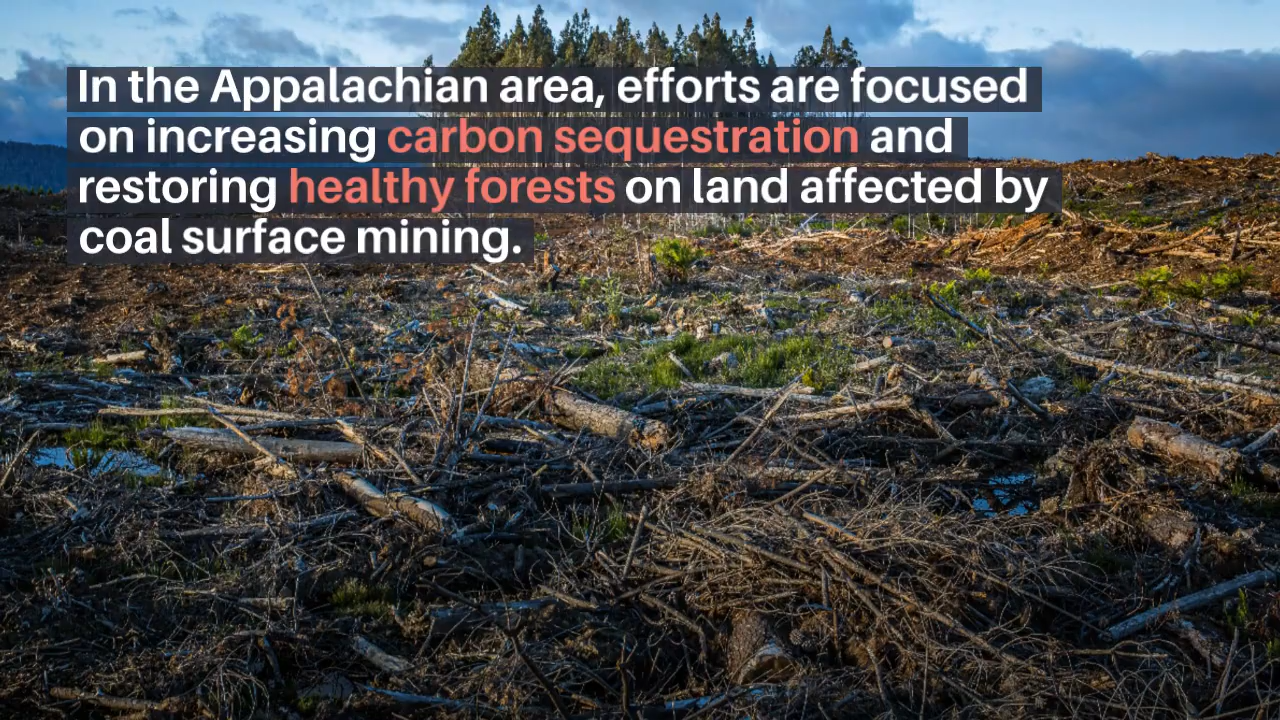 In the Appalachian area, efforts are focused
on increasing carbon sequestration and
restoring healthy forests on land affected by
coal surface mining.